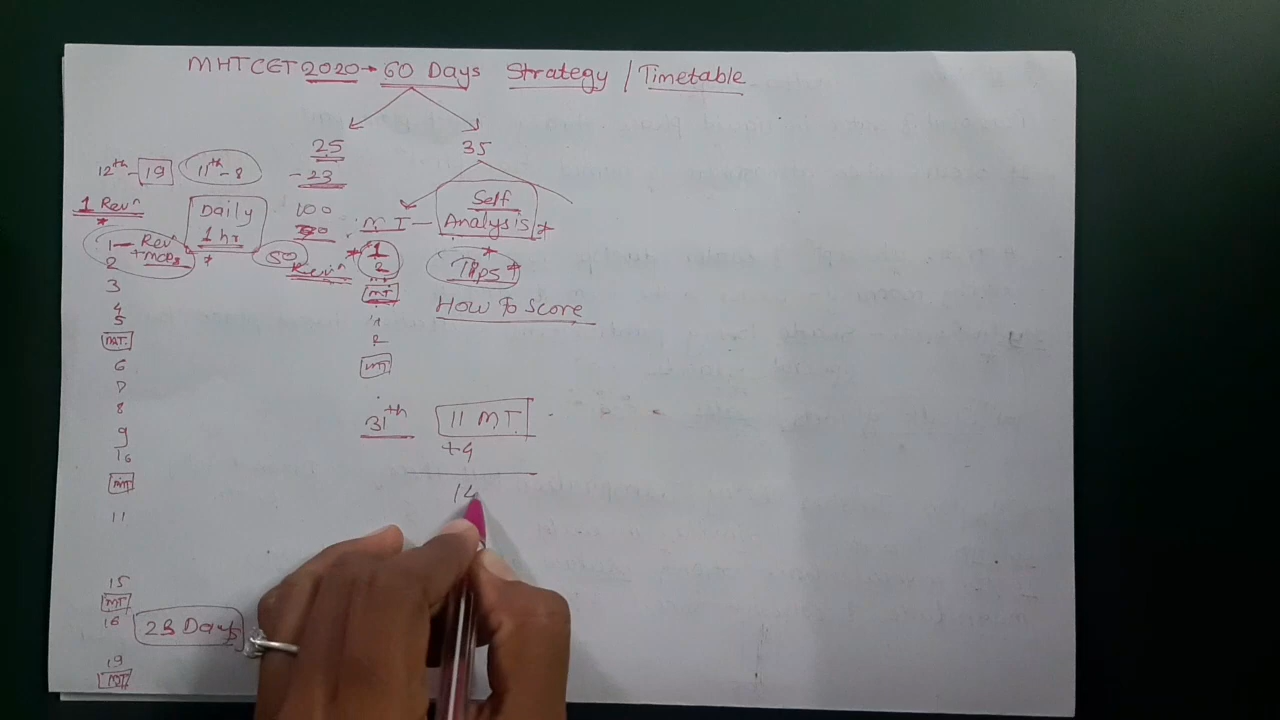 MHTCET 2020 → 60 Days Strategy / Timetable
25
35
12th - 19
11th - 8
- 23
1 Revn
*
Daily
1 hr
*
100
50
Revn
1 — Revn
+ MCQs
2
3
4
5
MT
6
7
8
9
10
MT
11
15
MT
16
23 Days
19
MT
MT —
Self
Analysis *
*
* 1
2
MT
1
2
MT
Tips *
How To Score
31th
11 MT
+4
14